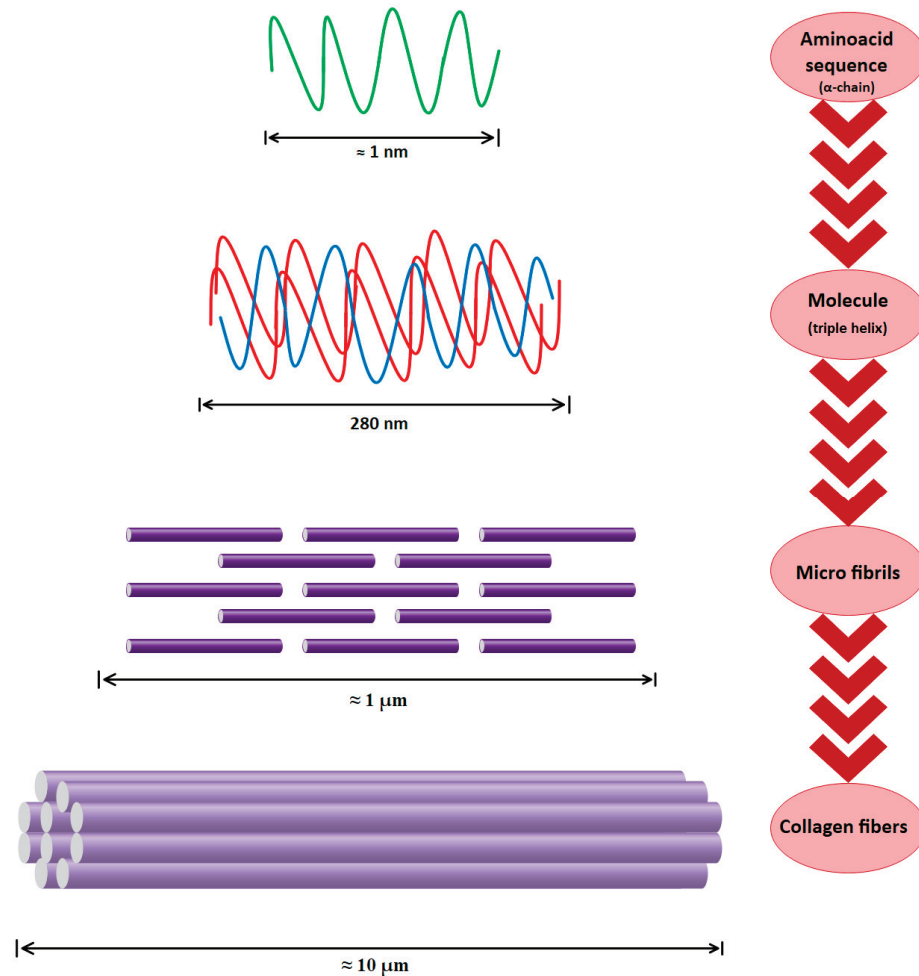 Aminoacid
sequence
(α-chain)
≈ 1 nm
Molecule
(triple helix)
280 nm
Micro fibrils
≈ 1 μm
Collagen fibers
≈ 10 μm